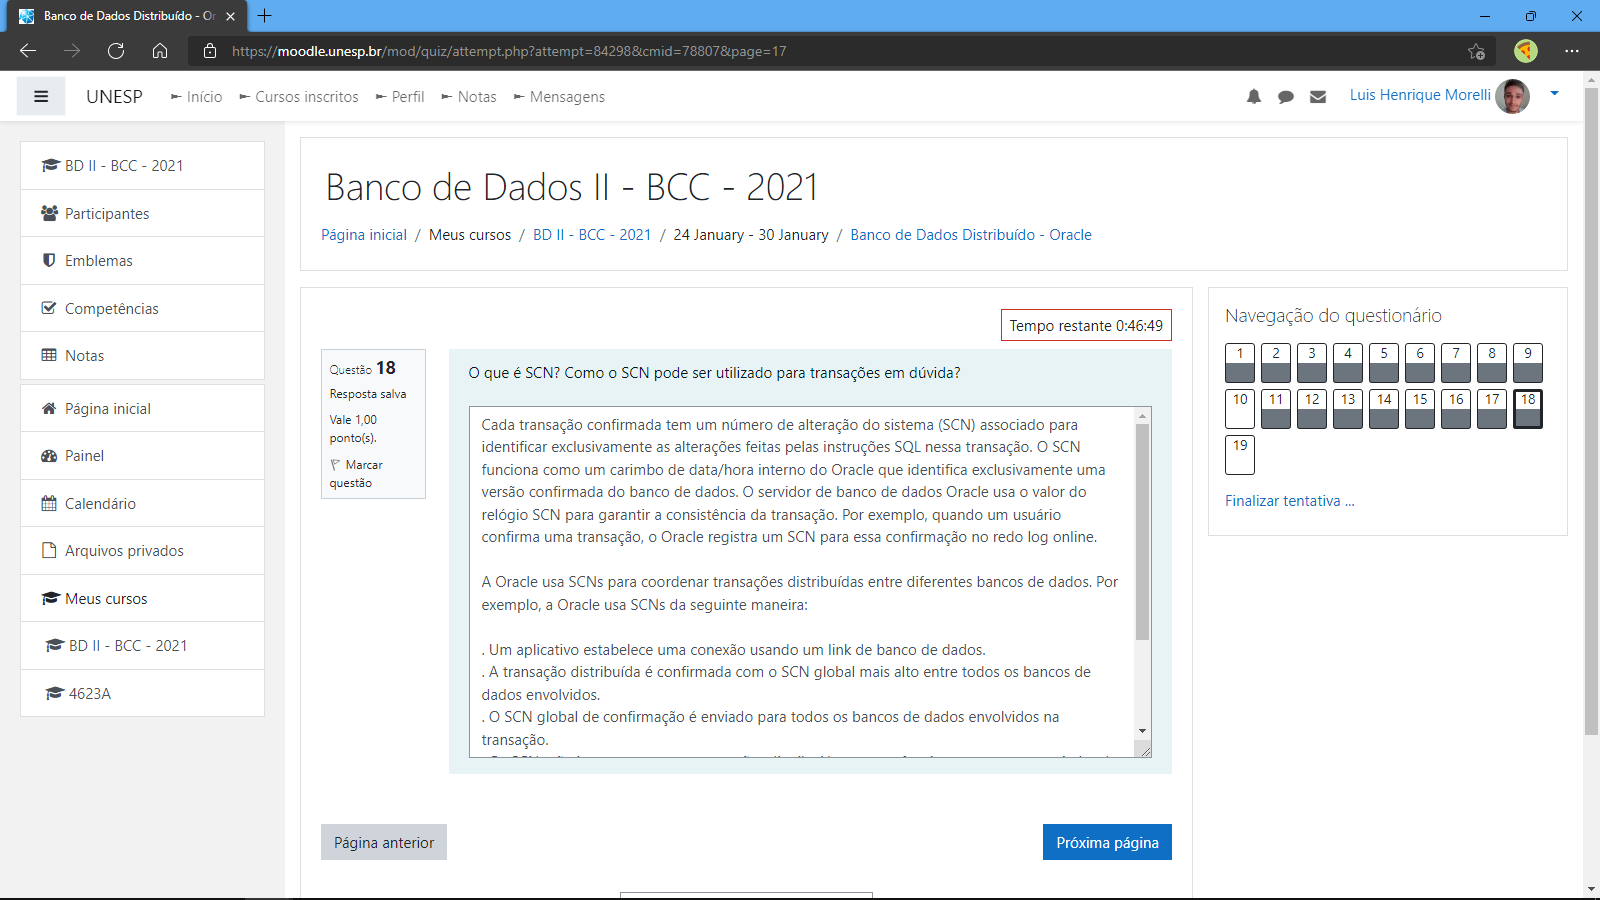 Banco de Dados Distribuído - Or
https://moodle.unesp.br/mod/quiz/attempt.php?attempt=84298&cmid=78807&page=17
UNESP
Início
Cursos inscritos
Perfil
Notas
Mensagens
Luis Henrique Morelli
BD II - BCC - 2021
Participantes
Emblemas
Competências
Notas
Página inicial
Painel
Calendário
Arquivos privados
Meus cursos
BD II - BCC - 2021
4623A
Banco de Dados II - BCC - 2021
Página inicial / Meus cursos / BD II - BCC - 2021 / 24 January - 30 January / Banco de Dados Distribuído - Oracle
Tempo restante 0:46:49
Questão 18
Resposta salva
Vale 1,00
ponto(s).
Marcar
questão
O que é SCN? Como o SCN pode ser utilizado para transações em dúvida?
Cada transação confirmada tem um número de alteração do sistema (SCN) associado para
identificar exclusivamente as alterações feitas pelas instruções SQL nessa transação. O SCN
funciona como um carimbo de data/hora interno do Oracle que identifica exclusivamente uma
versão confirmada do banco de dados. O servidor de banco de dados Oracle usa o valor do
relógio SCN para garantir a consistência da transação. Por exemplo, quando um usuário
confirma uma transação, o Oracle registra um SCN para essa confirmação no redo log online.
A Oracle usa SCNs para coordenar transações distribuídas entre diferentes bancos de dados. Por
exemplo, a Oracle usa SCNs da seguinte maneira:
. Um aplicativo estabelece uma conexão usando um link de banco de dados.
. A transação distribuída é confirmada com o SCN global mais alto entre todos os bancos de
dados envolvidos.
. O SCN global de confirmação é enviado para todos os bancos de dados envolvidos na
transação.
Página anterior
Próxima página
Navegação do questionário
1 2 3 4 5 6 7 8 9
10 11 12 13 14 15 16 17 18
19
Finalizar tentativa ...